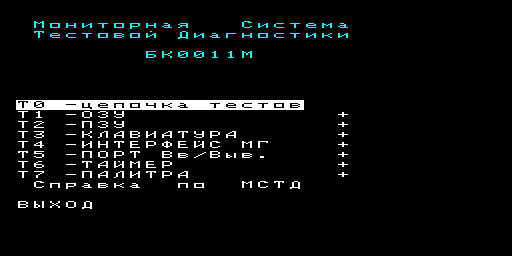 Мониторная Система
Тестовой Диагностики
БК0011М
Т0 -цепочка тестов
Т1 -ОЗУ +
Т2 -ПЗУ +
Т3 -КЛАВИАТУРА +
Т4 -ИНТЕРФЕЙС МГ +
Т5 -ПОРТ Вв/Выв. +
Т6 -ТАЙМЕР +
Т7 -ПАЛИТРА +
Справка по МСТД
ВЫХОД